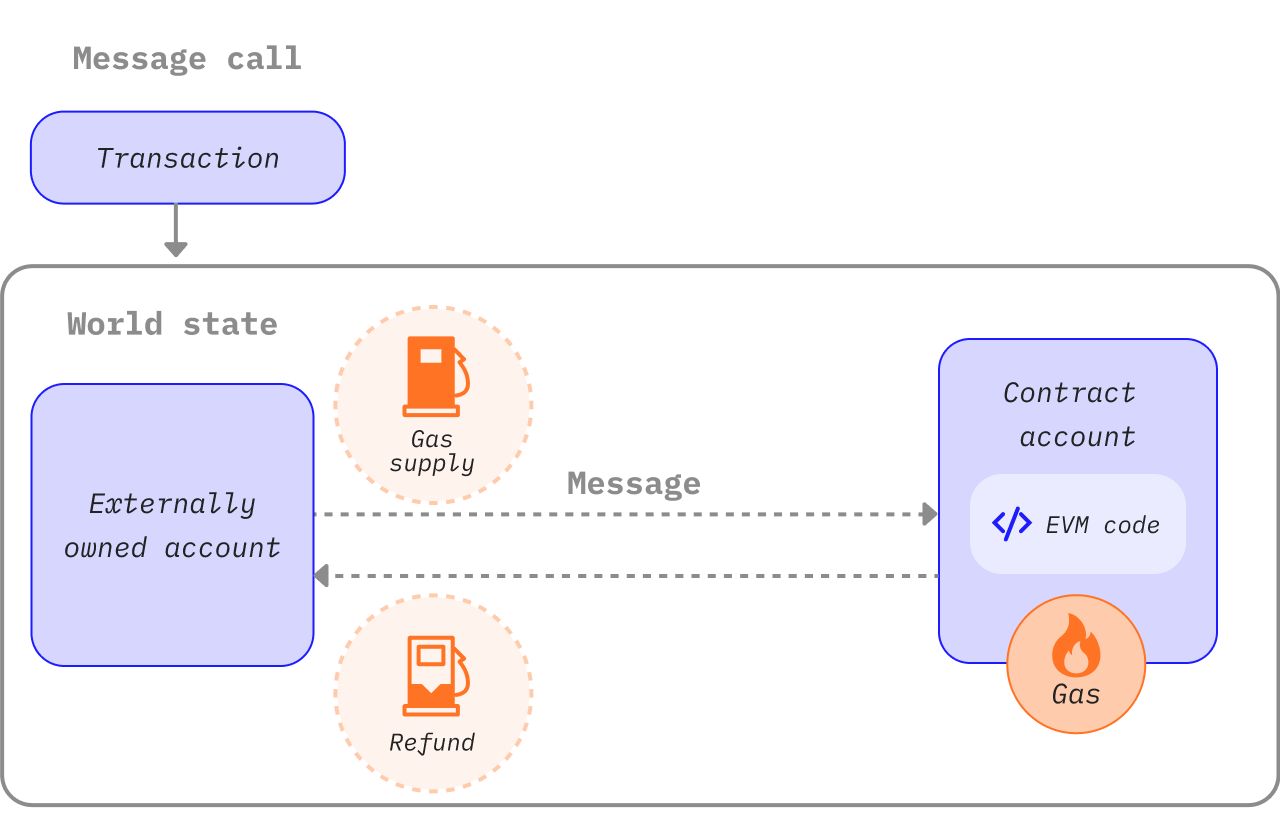 Message call
Transaction
World state
Gas
supply
Externally
owned account
Message
Contract
account
</> EVM code
Refund
Gas